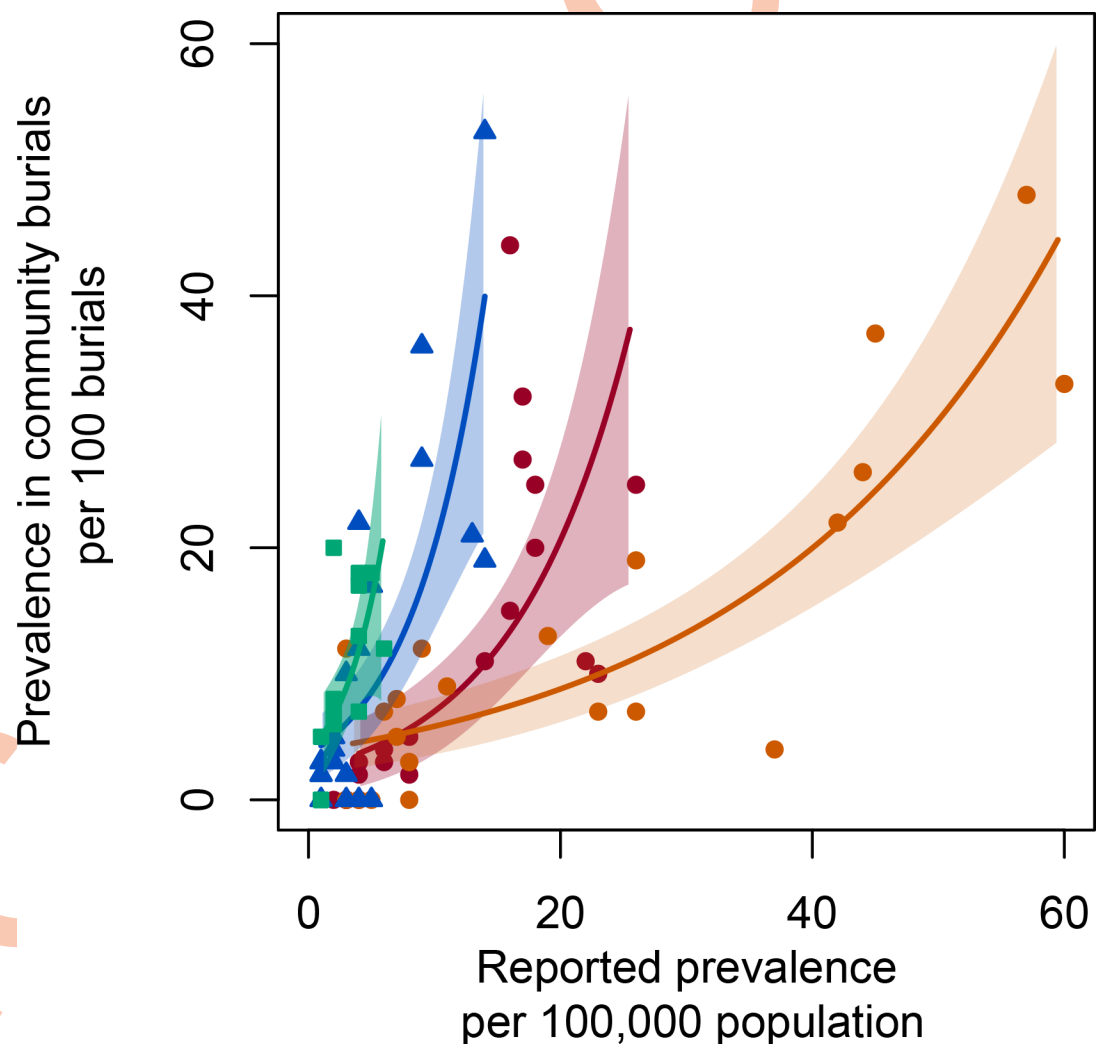 Prevalence in community burials
per 100 burials
60
40
20
0
0 20 40 60
Reported prevalence
per 100,000 population